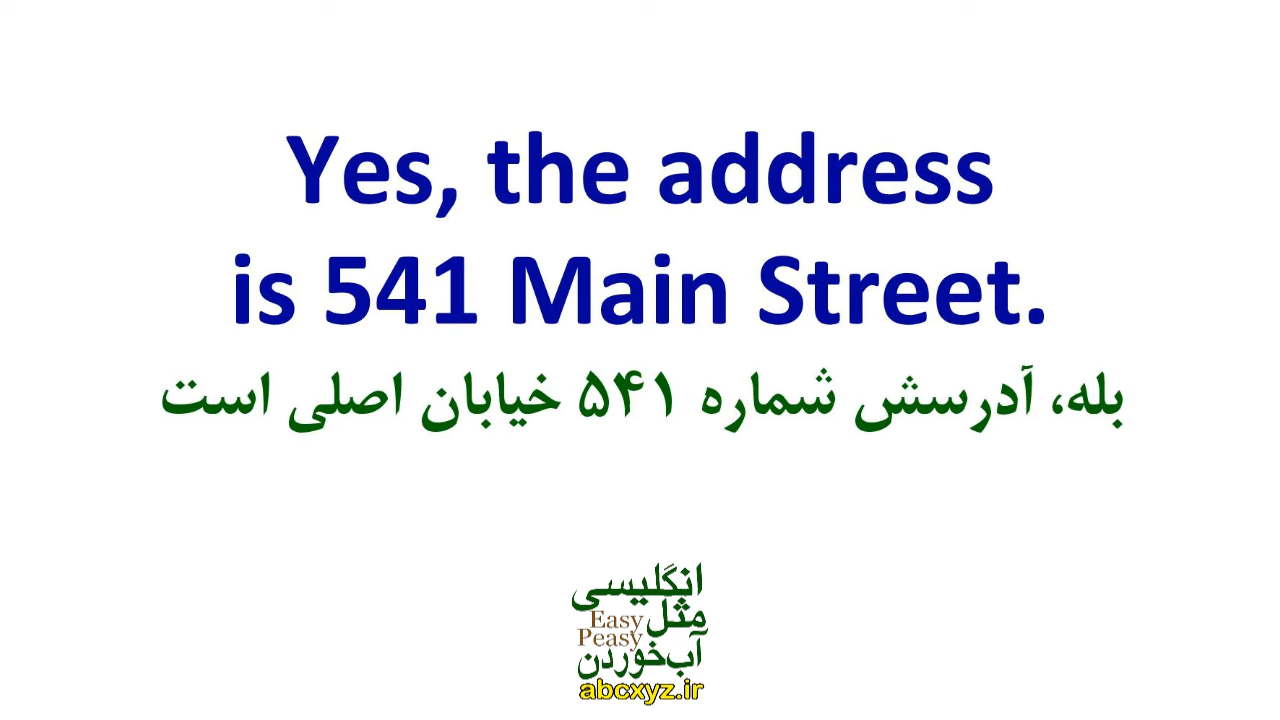 Yes, the address
is 541 Main Street.
بله، آدرسش شماره ۵۴۱ خیابان اصلی است
انگلیسی
مثل Easy
Peasy
آب‌خوردن
abcxyz.ir